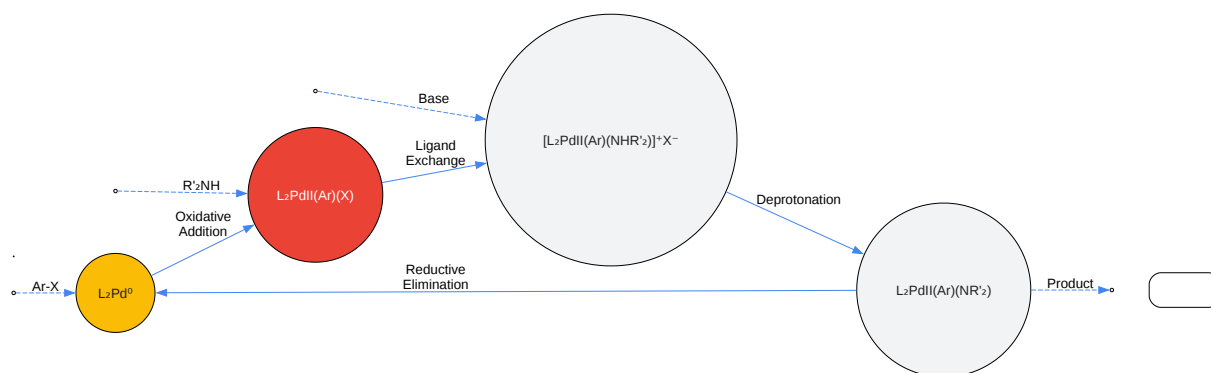 Base
[L₂PdII(Ar)(NHR'₂)]⁺X⁻
Ligand
Exchange
R'₂NH
L₂PdII(Ar)(X)
Deprotonation
Oxidative
Addition
.
Reductive
Elimination
Ar-X
L₂Pd⁰
L₂PdII(Ar)(NR'₂)
Product